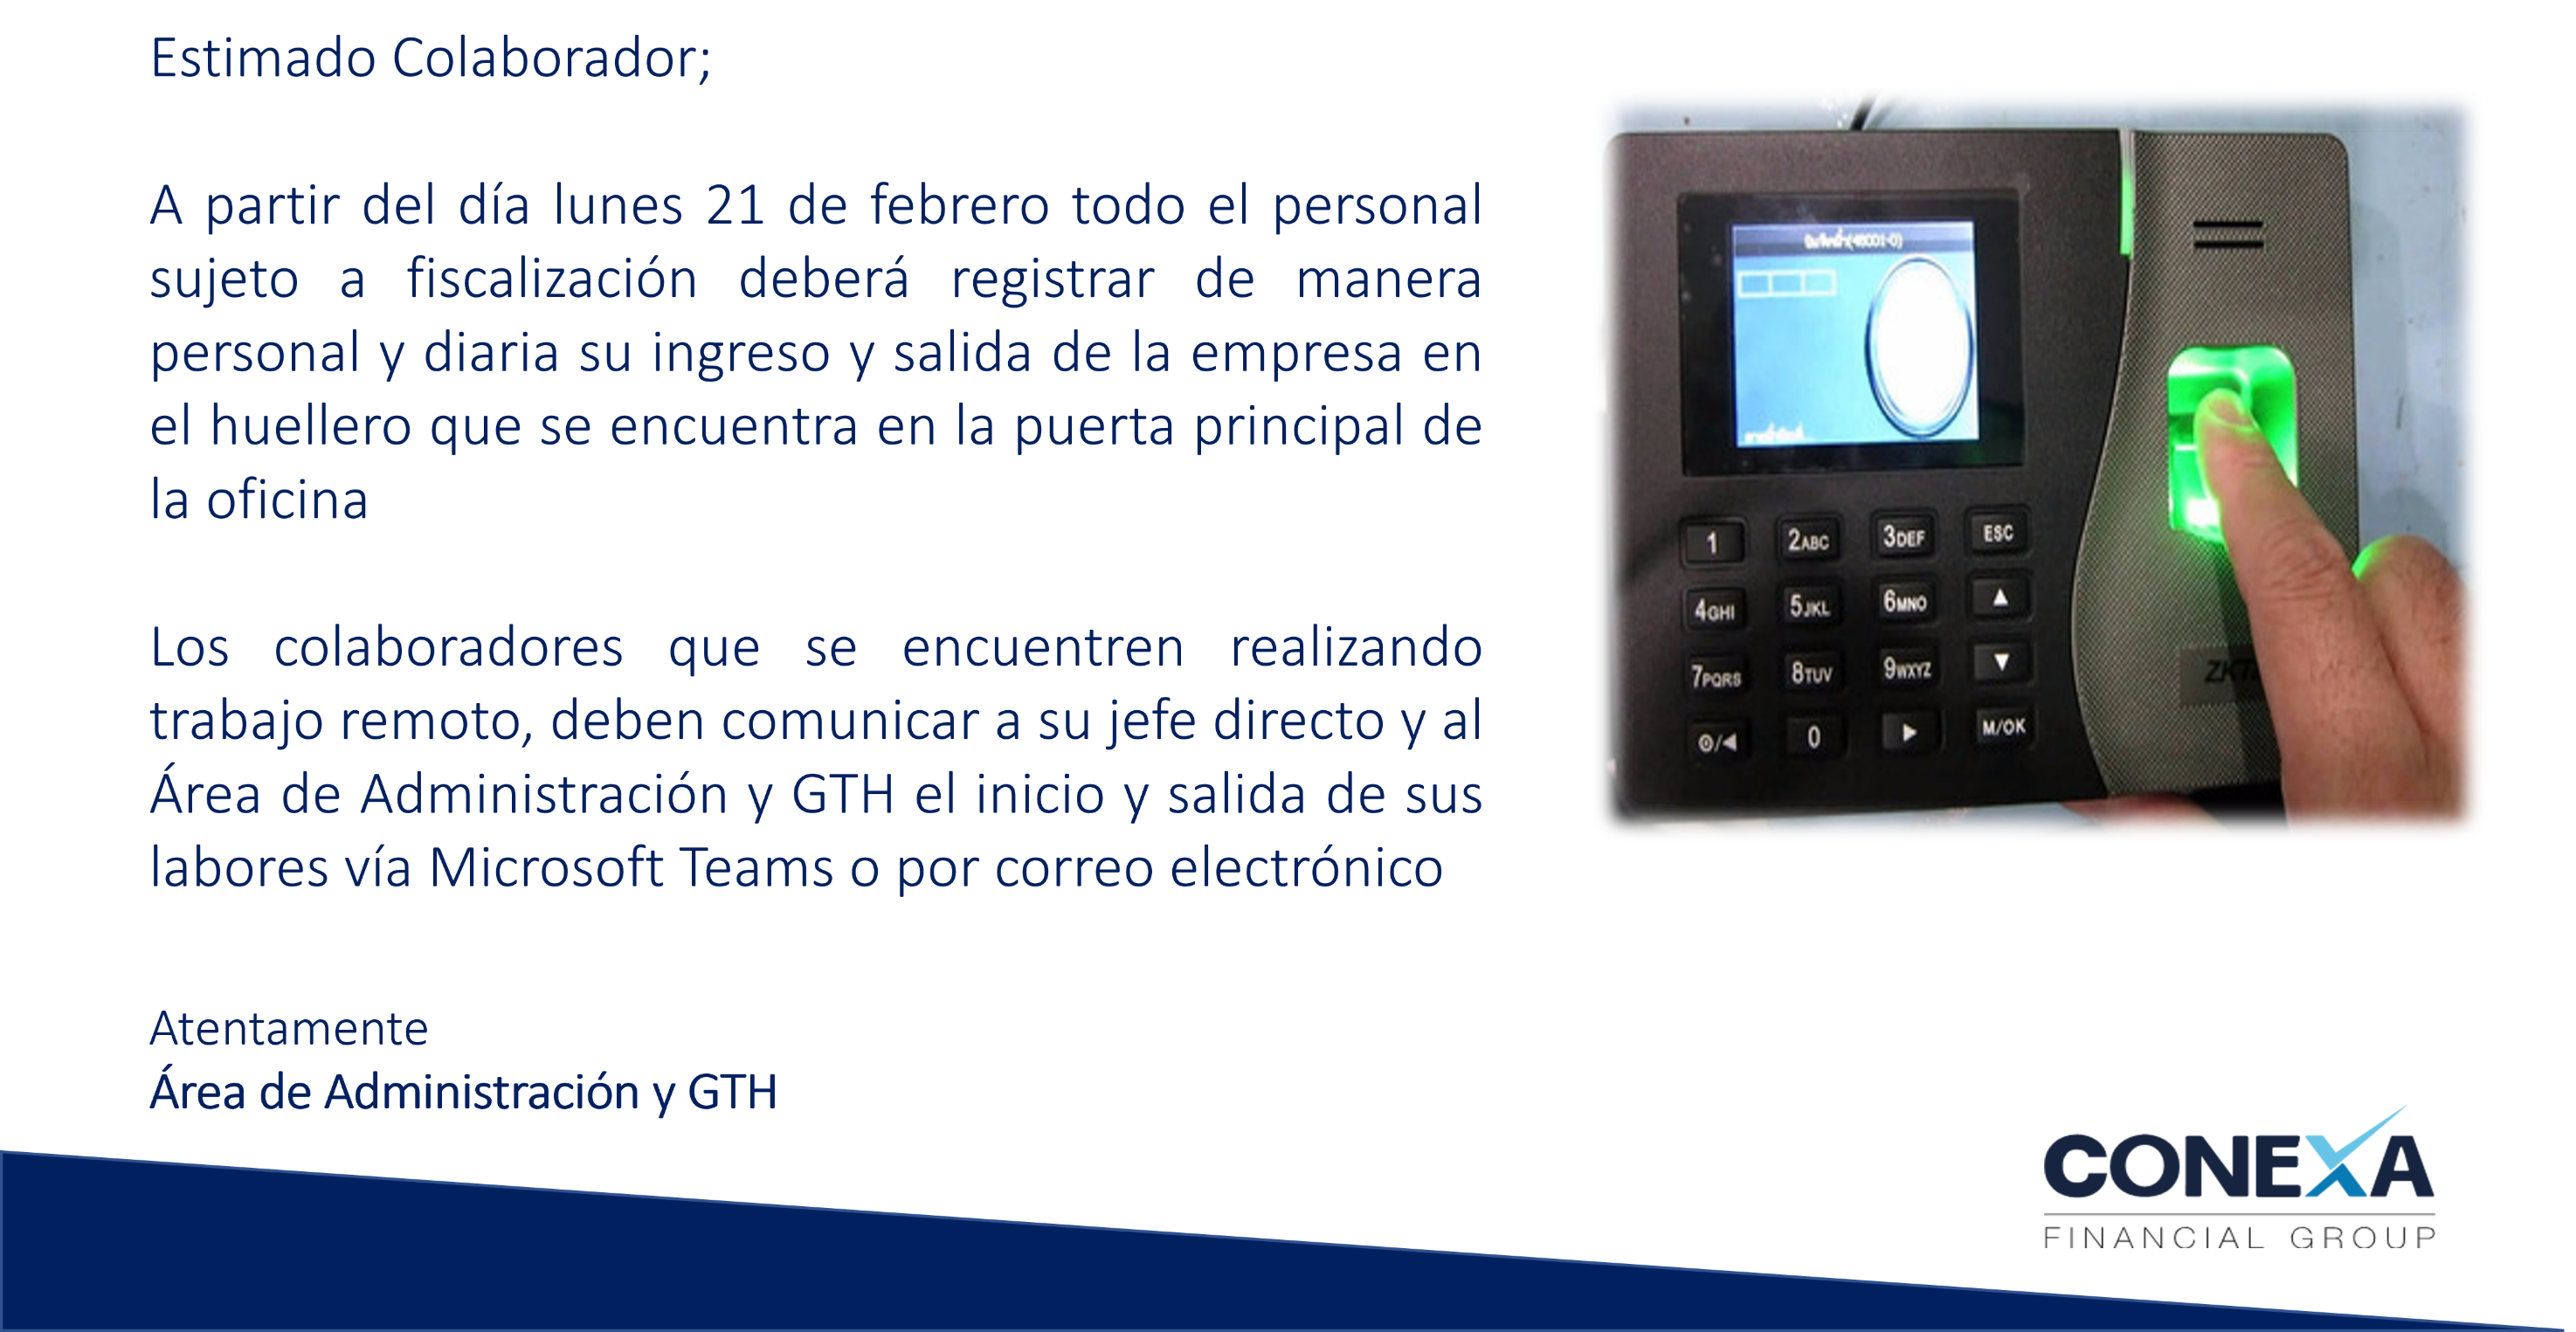 Estimado Colaborador;
A partir del día lunes 21 de febrero todo el personal
sujeto a fiscalización deberá registrar de manera
personal y diaria su ingreso y salida de la empresa en
el huellero que se encuentra en la puerta principal de
la oficina
Los colaboradores que se encuentren realizando
trabajo remoto, deben comunicar a su jefe directo y al
Área de Administración y GTH el inicio y salida de sus
labores vía Microsoft Teams o por correo electrónico
Atentamente
Área de Administración y GTH
1 2ABC 3DEF ESC
4GHI 5JKL 6MNO ▲
7PQRS 8TUV 9WXYZ ▼
0 ▶ M/OK
CONEXA
FINANCIAL GROUP